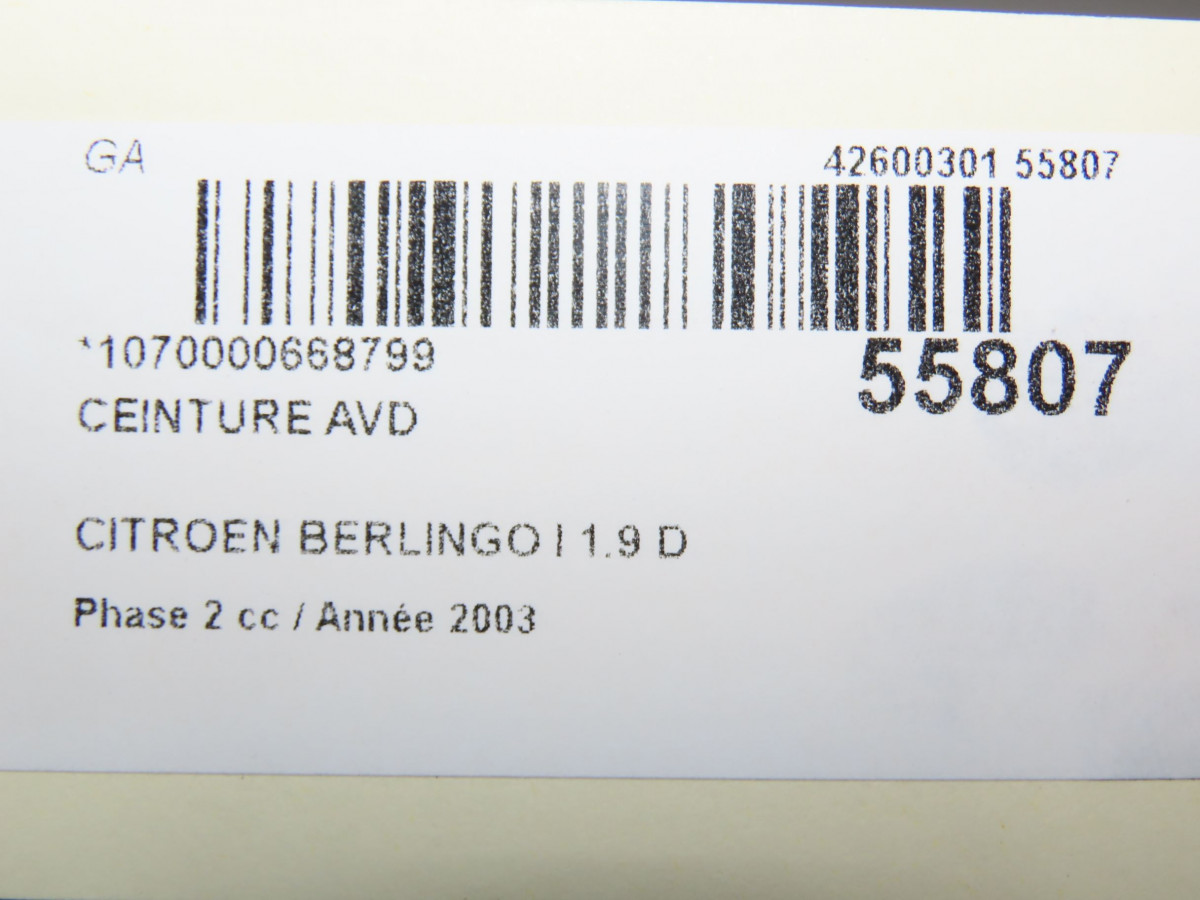 GA
42600301 55807
*1070000668799
55807
CEINTURE AVD
CITROEN BERLINGO I 1.9 D
Phase 2 cc / Année 2003